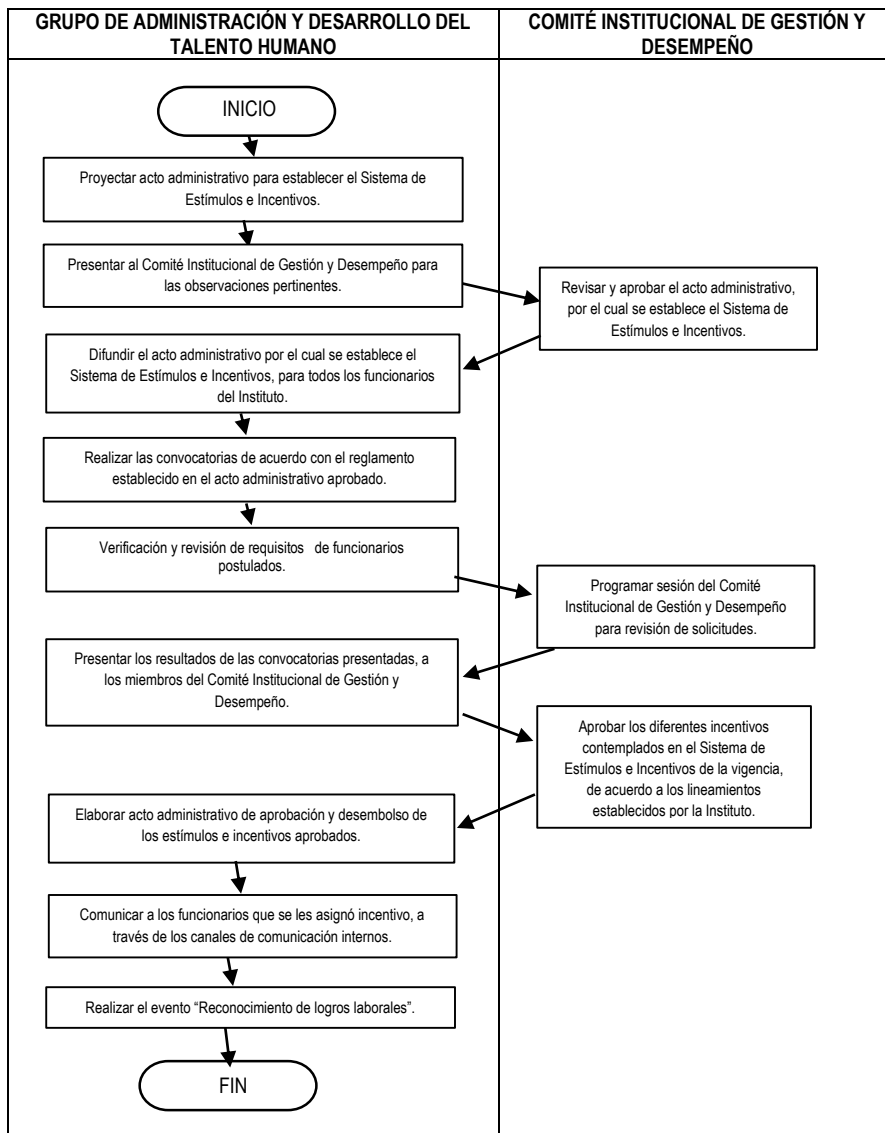 GRUPO DE ADMINISTRACIÓN Y DESARROLLO DEL
TALENTO HUMANO
COMITÉ INSTITUCIONAL DE GESTIÓN Y
DESEMPEÑO
INICIO
Proyectar acto administrativo para establecer el Sistema de
Estímulos e Incentivos.
Presentar al Comité Institucional de Gestión y Desempeño para
las observaciones pertinentes.
Revisar y aprobar el acto administrativo,
por el cual se establece el Sistema de
Estímulos e Incentivos.
Difundir el acto administrativo por el cual se establece el
Sistema de Estímulos e Incentivos, para todos los funcionarios
del Instituto.
Realizar las convocatorias de acuerdo con el reglamento
establecido en el acto administrativo aprobado.
Verificación y revisión de requisitos de funcionarios
postulados.
Programar sesión del Comité
Institucional de Gestión y Desempeño
para revisión de solicitudes.
Presentar los resultados de las convocatorias presentadas, a
los miembros del Comité Institucional de Gestión y
Desempeño.
Aprobar los diferentes incentivos
contemplados en el Sistema de
Estímulos e Incentivos de la vigencia,
de acuerdo a los lineamientos
establecidos por la Instituto.
Elaborar acto administrativo de aprobación y desembolso de
los estímulos e incentivos aprobados.
Comunicar a los funcionarios que se les asignó incentivo, a
través de los canales de comunicación internos.
Realizar el evento “Reconocimiento de logros laborales”.
FIN